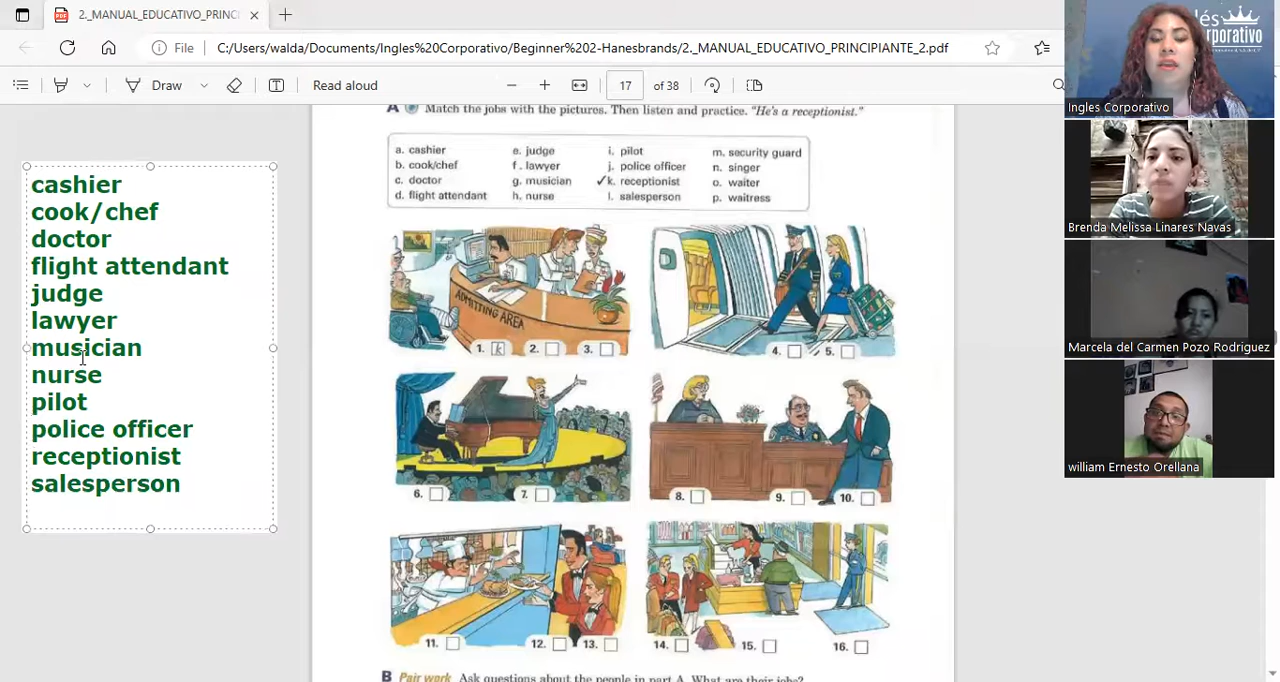 2._MANUAL_EDUCATIVO_PRINCI
File
C:/Users/walda/Documents/Ingles%20Corporativo/Beginner%202-Hanesbrands/2._MANUAL_EDUCATIVO_PRINCIPIANTE_2.pdf
Draw
Read aloud
17 of 38
A Match the jobs with the pictures. Then listen and practice. "He's a receptionist."
a. cashier
b. cook/chef
c. doctor
d. flight attendant
e. judge
f. lawyer
g. musician
h. nurse
i. pilot
j. police officer
✓k. receptionist
l. salesperson
m. security guard
n. singer
o. waiter
p. waitress
cashier
cook/chef
doctor
flight attendant
judge
lawyer
musician
nurse
pilot
police officer
receptionist
salesperson
ADMITTING AREA
1. k 2. 3.
4. 5.
6. 7.
8. 9. 10.
11. 12. 13.
14. 15. 16.
B Pair work Ask questions about the people in part A. What are their jobs?
Ingles Corporativo
Brenda Melissa Linares Navas
Marcela del Carmen Pozo Rodriguez
william Ernesto Orellana